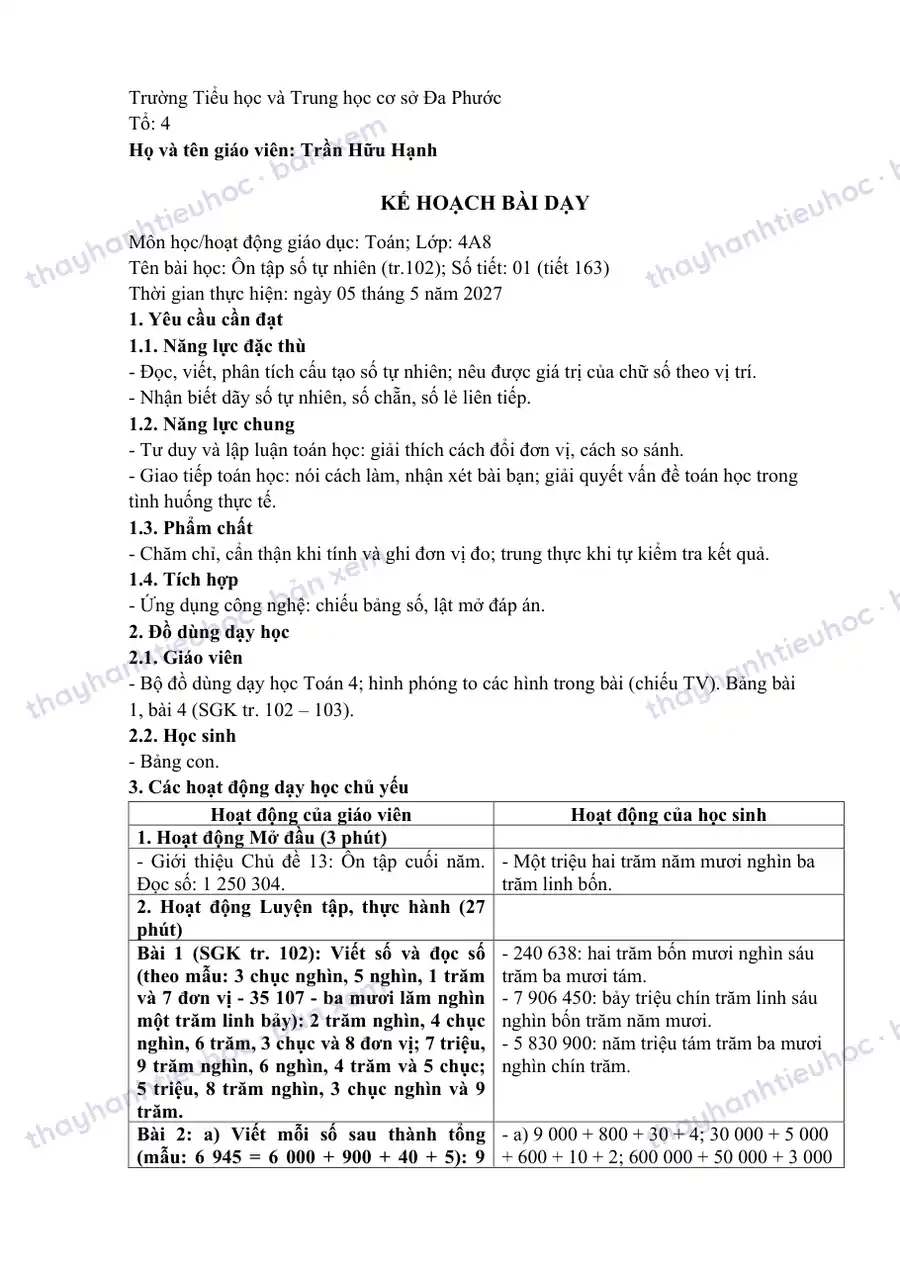 Trường Tiểu học và Trung học cơ sở Đa Phước
Tổ: 4
Họ và tên giáo viên: Trần Hữu Hạnh
KẾ HOẠCH BÀI DẠY
Môn học/hoạt động giáo dục: Toán; Lớp: 4A8
Tên bài học: Ôn tập số tự nhiên (tr.102); Số tiết: 01 (tiết 163)
Thời gian thực hiện: ngày 05 tháng 5 năm 2027
1. Yêu cầu cần đạt
1.1. Năng lực đặc thù
- Đọc, viết, phân tích cấu tạo số tự nhiên; nêu được giá trị của chữ số theo vị trí.
- Nhận biết dãy số tự nhiên, số chẵn, số lẻ liên tiếp.
1.2. Năng lực chung
- Tư duy và lập luận toán học: giải thích cách đổi đơn vị, cách so sánh.
- Giao tiếp toán học: nói cách làm, nhận xét bài bạn; giải quyết vấn đề toán học trong
tình huống thực tế.
1.3. Phẩm chất
- Chăm chỉ, cẩn thận khi tính và ghi đơn vị đo; trung thực khi tự kiểm tra kết quả.
1.4. Tích hợp
- Ứng dụng công nghệ: chiếu bảng số, lật mở đáp án.
2. Đồ dùng dạy học
2.1. Giáo viên
- Bộ đồ dùng dạy học Toán 4; hình phóng to các hình trong bài (chiếu TV). Bảng bài
1, bài 4 (SGK tr. 102 – 103).
2.2. Học sinh
- Bảng con.
3. Các hoạt động dạy học chủ yếu
Hoạt động của giáo viên
Hoạt động của học sinh
1. Hoạt động Mở đầu (3 phút)
- Giới thiệu Chủ đề 13: Ôn tập cuối năm.
Đọc số: 1 250 304.
- Một triệu hai trăm năm mươi nghìn ba
trăm linh bốn.
2. Hoạt động Luyện tập, thực hành (27
phút)
Bài 1 (SGK tr. 102): Viết số và đọc số
(theo mẫu: 3 chục nghìn, 5 nghìn, 1 trăm
và 7 đơn vị - 35 107 - ba mươi lăm nghìn
một trăm linh bảy): 2 trăm nghìn, 4 chục
nghìn, 6 trăm, 3 chục và 8 đơn vị; 7 triệu,
9 trăm nghìn, 6 nghìn, 4 trăm và 5 chục;
5 triệu, 8 trăm nghìn, 3 chục nghìn và 9
trăm.
- 240 638: hai trăm bốn mươi nghìn sáu
trăm ba mươi tám.
- 7 906 450: bảy triệu chín trăm linh sáu
nghìn bốn trăm năm mươi.
- 5 830 900: năm triệu tám trăm ba mươi
nghìn chín trăm.
Bài 2: a) Viết mỗi số sau thành tổng
(mẫu: 6 945 = 6 000 + 900 + 40 + 5): 9
- a) 9 000 + 800 + 30 + 4; 30 000 + 5 000
+ 600 + 10 + 2; 600 000 + 50 000 + 3 000
thayhanhtieuhoc · bản xem
thayhanhtieuhoc · b
thayhanhtieuhoc · bản xem
thayhanhtieuhoc · b
thayhanhtieuhoc · bản xem
thayhanhtieuhoc · b